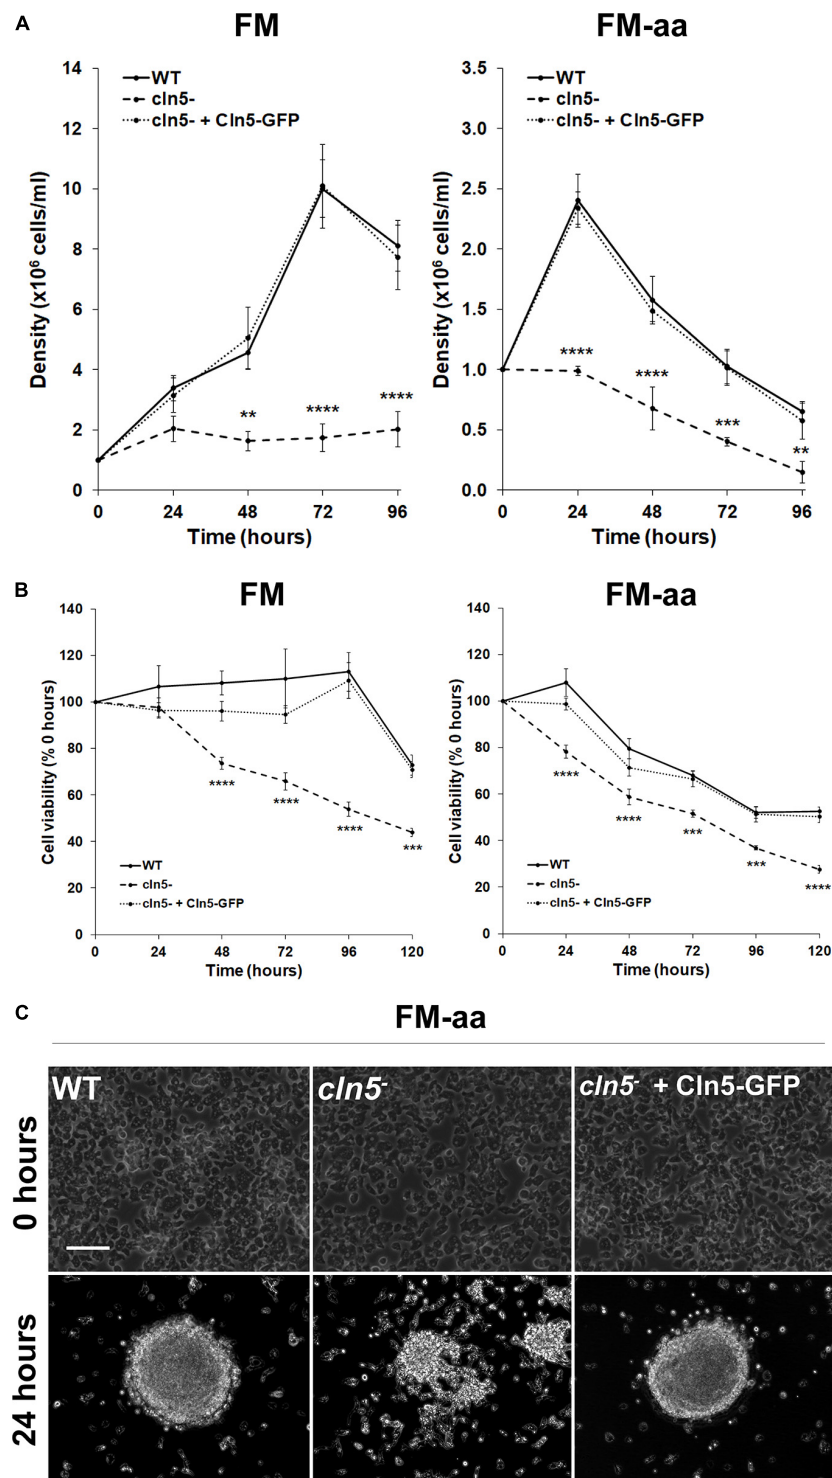 A
FM
FM-aa
Density (x10⁶ cells/ml)
14
12
10
8
6
4
2
0
WT
cln5-
cln5- + Cln5-GFP
**
****
****
0 24 48 72 96
Time (hours)
Density (x10⁶ cells/ml)
3.5
3.0
2.5
2.0
1.5
1.0
0.5
0.0
WT
cln5-
cln5- + Cln5-GFP
****
****
***
**
0 24 48 72 96
Time (hours)
B
FM
FM-aa
Cell viability (% 0 hours)
140
120
100
80
60
40
20
0
****
****
****
***
WT
cln5-
cln5- + Cln5-GFP
0 24 48 72 96 120
Time (hours)
Cell viability (% 0 hours)
140
120
100
80
60
40
20
0
****
****
***
***
****
WT
cln5-
cln5- + Cln5-GFP
0 24 48 72 96 120
Time (hours)
C
FM-aa
WT
cln5⁻
cln5⁻ + Cln5-GFP
0 hours
24 hours